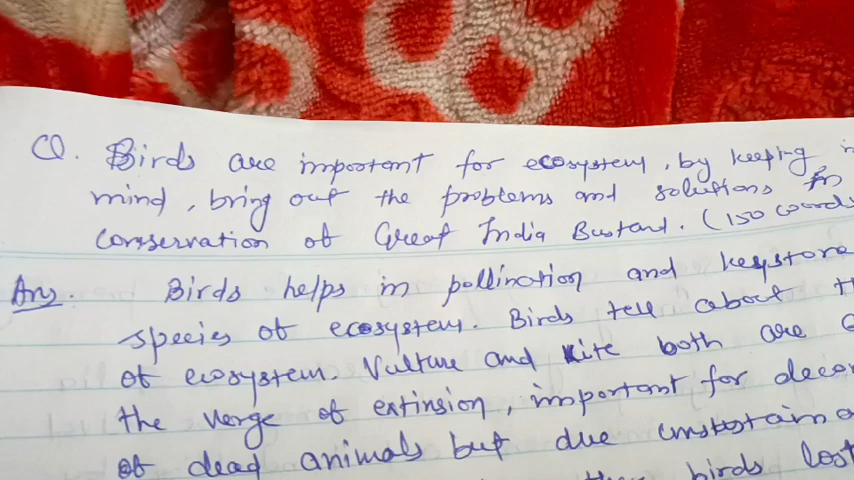 Q. Birds are important for ecosystem, by keeping
mind, bring out the problems and solutions in
conservation of Great India Bustard. (150 words
Ans. Birds helps in pollination and keystone
species of ecosystem. Birds tell about
of ecosystem. Vulture and kite both are
the verge of extinsion, important for
of dead animals but due
birds lost